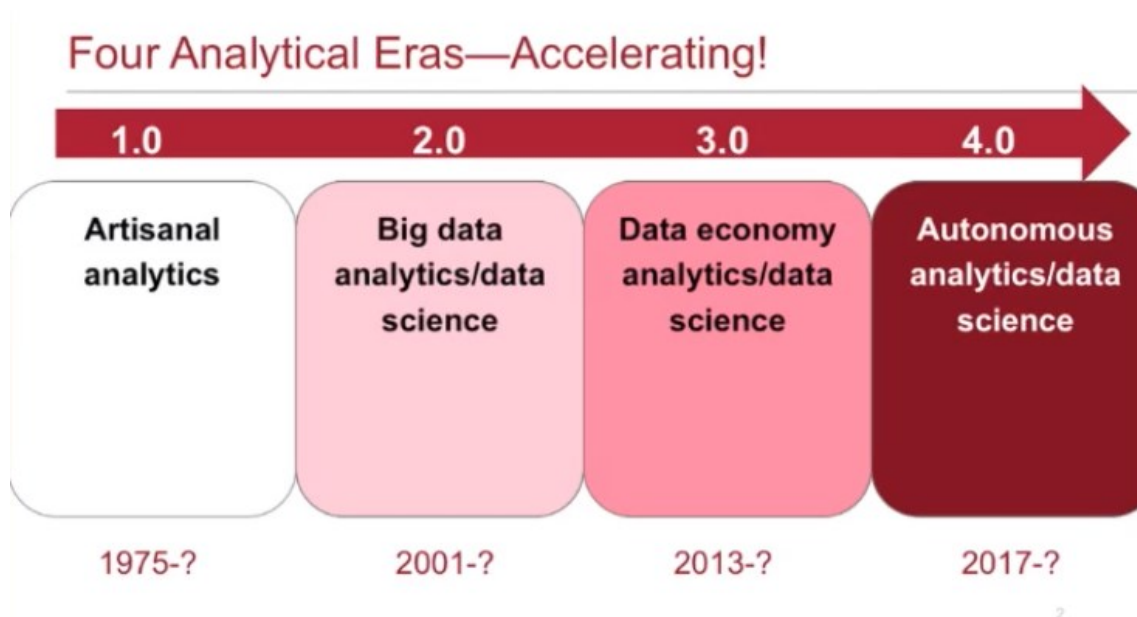 Four Analytical Eras—Accelerating!
1.0
2.0
3.0
4.0
Artisanal
analytics
Big data
analytics/data
science
Data economy
analytics/data
science
Autonomous
analytics/data
science
1975-?
2001-?
2013-?
2017-?
2